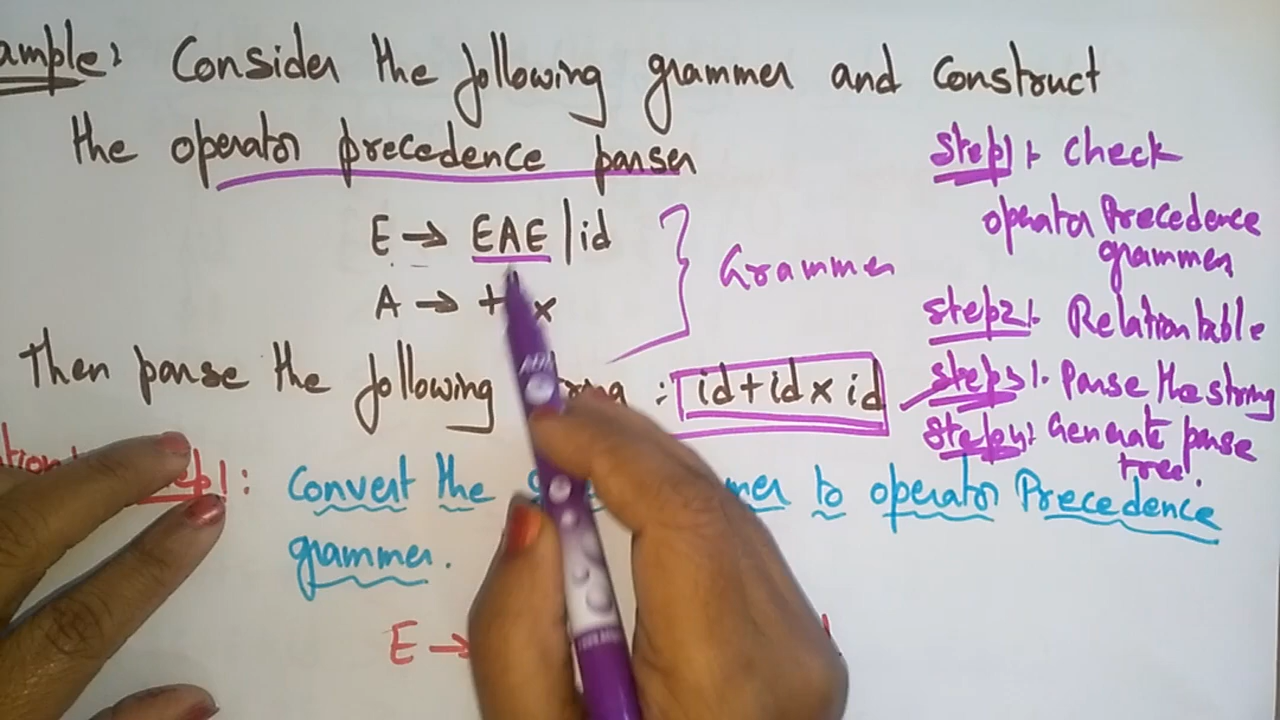 ample:
Consider the following grammer and construct
the operator precedence parser
E → EAE | id
A → + x
Grammer
Then parse the following : id + id x id
step1: check
operator Precedence
grammer
step2: Relation table
step3: Parse the string
step4: Generate parse
tree.
step1: Convert the to operator Precedence
grammer.
E →